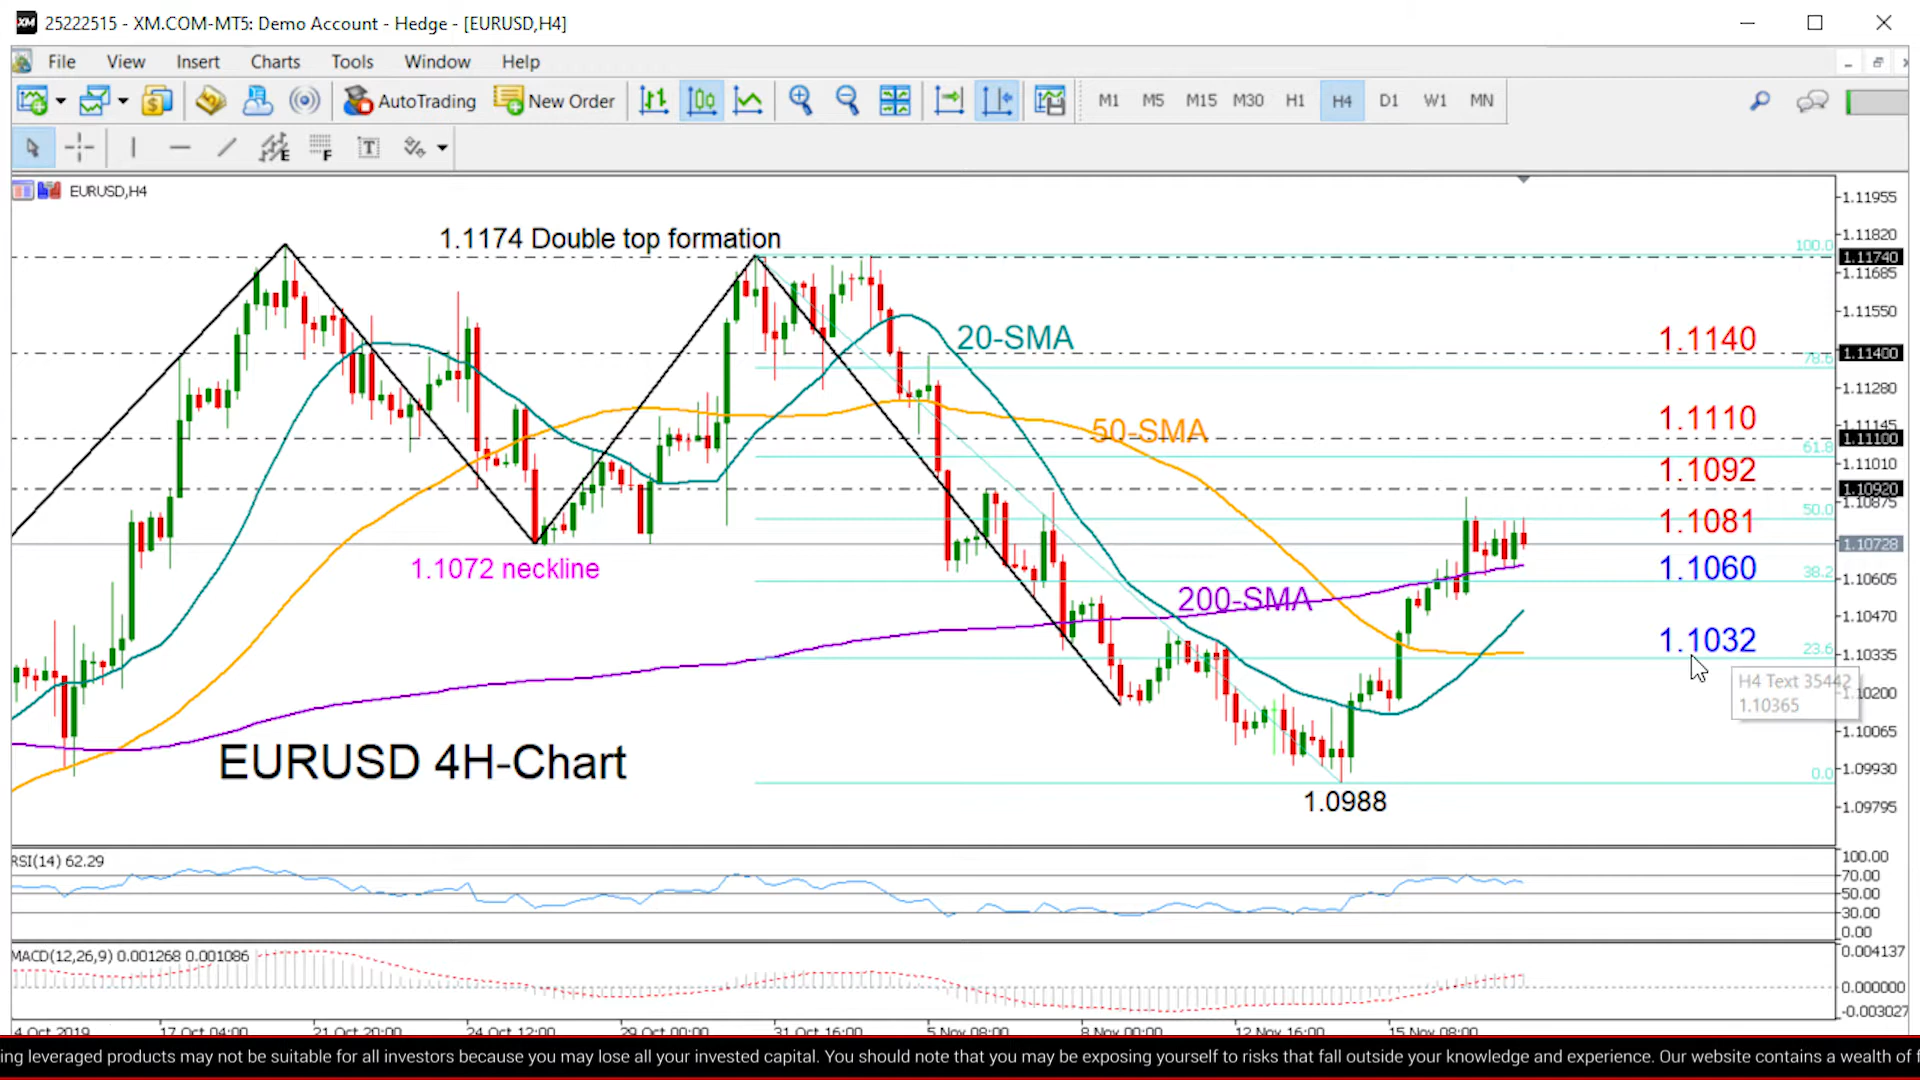 25222515 - XM.COM-MT5: Demo Account - Hedge - [EURUSD,H4]
File View Insert Charts Tools Window Help
AutoTrading New Order M1 M5 M15 M30 H1 H4 D1 W1 MN
E F T
EURUSD,H4
1.11955
1.1174 Double top formation
1.11820
100.0
1.11740
1.11685
1.11550
20-SMA
1.1140
1.11400
78.6
1.11280
1.1110
1.11145
50-SMA
1.11100
61.8
1.11010
1.1092
1.10920
1.10875
50.0
1.1081
1.10728
1.1072 neckline
1.1060
38.2
1.10605
200-SMA
1.10470
1.1032
23.6
1.10335
H4 Text 35442
1.10365
1.10200
1.10065
EURUSD 4H-Chart
1.09930
0.0
1.0988
1.09795
RSI(14) 62.29
100.00
70.00
50.00
30.00
0.00
MACD(12,26,9) 0.001268 0.001086
0.004137
0.000000
-0.003027
4 Oct 2019 17 Oct 04:00 21 Oct 20:00 24 Oct 12:00 29 Oct 00:00 31 Oct 16:00 5 Nov 08:00 8 Nov 00:00 12 Nov 16:00 15 Nov 08:00
ing leveraged products may not be suitable for all investors because you may lose all your invested capital. You should note that you may be exposing yourself to risks that fall outside your knowledge and experience. Our website contains a wealth of f